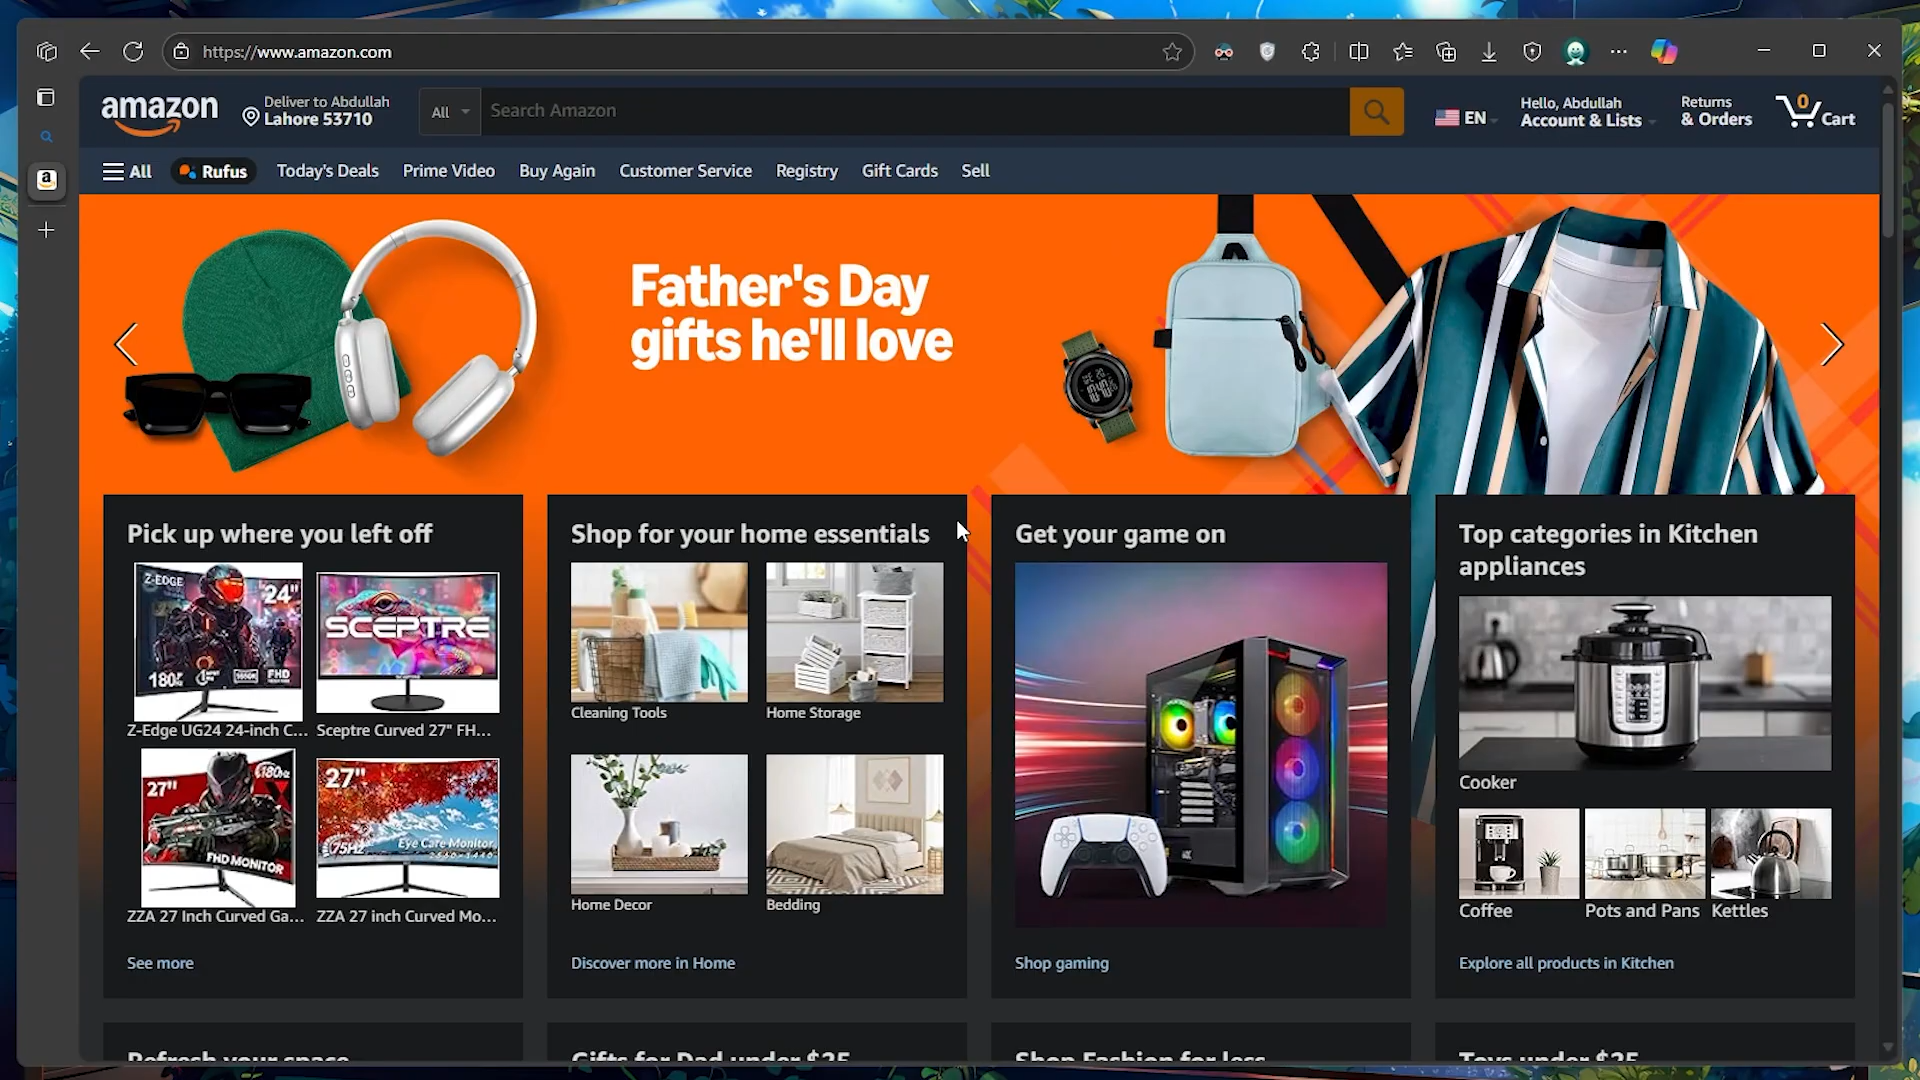 https://www.amazon.com
amazon
Deliver to Abdullah
Lahore 53710
All
Search Amazon
EN
Hello, Abdullah
Account & Lists
Returns
& Orders
0
Cart
All
Rufus
Today's Deals
Prime Video
Buy Again
Customer Service
Registry
Gift Cards
Sell
Father's Day
gifts he'll love
Pick up where you left off
Z-EDGE
24"
180Hz
FHD
SCEPTRE
Z-Edge UG24 24-inch C...
Sceptre Curved 27" FH...
27"
180Hz
FHD MONITOR
27"
75Hz
Eye Care Monitor
ZZA 27 Inch Curved Ga...
ZZA 27 inch Curved Mo...
See more
Shop for your home essentials
Cleaning Tools
Home Storage
Home Decor
Bedding
Discover more in Home
Get your game on
Shop gaming
Top categories in Kitchen
appliances
Cooker
Coffee
Pots and Pans
Kettles
Explore all products in Kitchen
Refresh your space
Gifts for Dad under $25
Shop Fashion for less
Toys under $25